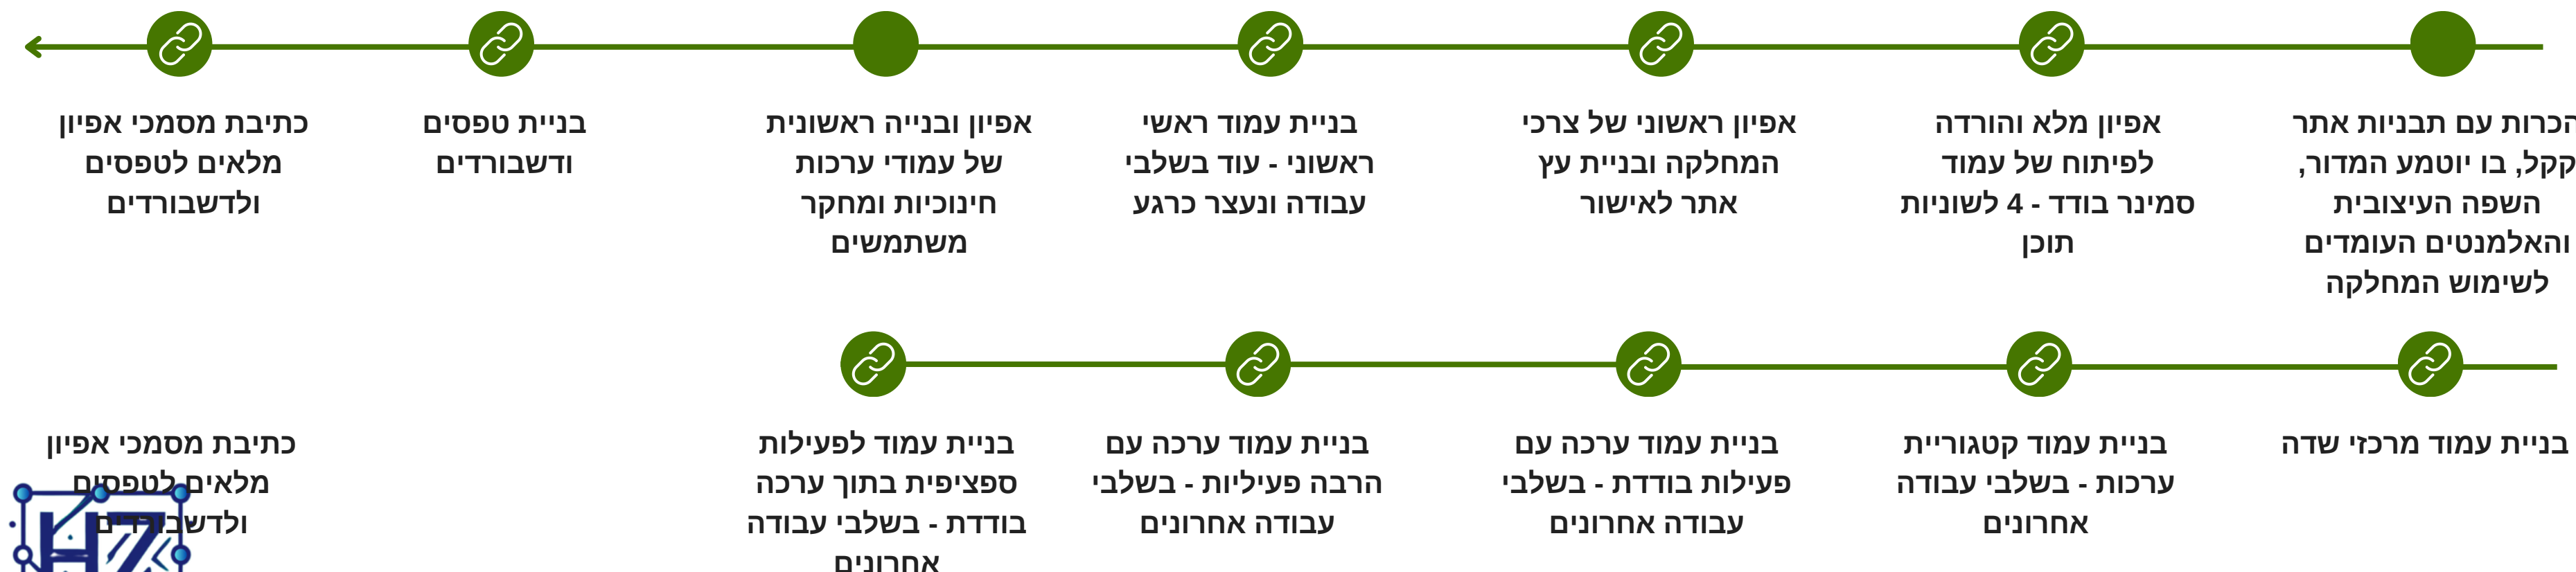 הכרות עם תבניות אתר
קקל, בו יוטמע המדור,
השפה העיצובית
והאלמנטים העומדים
לשימוש המחלקה
אפיון מלא והורדה
לפיתוח של עמוד
סמינר בודד - 4 לשוניות
תוכן
אפיון ראשוני של צרכי
המחלקה ובניית עץ
אתר לאישור
בניית עמוד ראשי
ראשוני - עוד בשלבי
עבודה ונעצר כרגע
אפיון ובנייה ראשונית
של עמודי ערכות
חינוכיות ומחקר
משתמשים
בניית טפסים
ודשבורדים
כתיבת מסמכי אפיון
מלאים לטפסים
ולדשבורדים
בניית עמוד מרכזי שדה
בניית עמוד קטגוריית
ערכות - בשלבי עבודה
אחרונים
בניית עמוד ערכה עם
פעילות בודדת - בשלבי
עבודה אחרונים
בניית עמוד ערכה עם
הרבה פעיליות - בשלבי
עבודה אחרונים
בניית עמוד לפעילות
ספציפית בתוך ערכה
בודדת - בשלבי עבודה
אחרונים
כתיבת מסמכי אפיון
מלאים לטפסים
ולדשבורדים
HZ